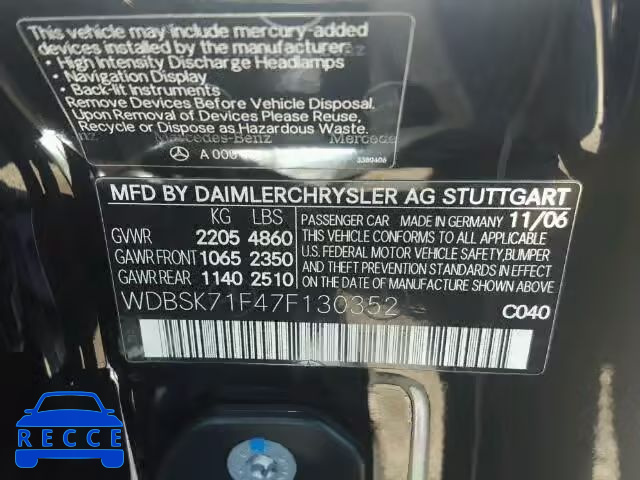 This vehicle may include mercury-added
devices installed by the manufacturer:
• High Intensity Discharge Headlamps
• Navigation Display
• Back-lit Instruments
Remove Devices Before Vehicle Disposal.
Upon Removal of Devices Please Reuse,
Recycle or Dispose as Hazardous Waste.
Mercedes-Benz Mercede
A 000
MFD BY DAIMLERCHRYSLER AG STUTTGART
KG LBS
GVWR 2205 4860
GAWR FRONT 1065 2350
GAWR REAR 1140 2510
PASSENGER CAR MADE IN GERMANY 11/06
THIS VEHICLE CONFORMS TO ALL APPLICABLE
U.S. FEDERAL MOTOR VEHICLE SAFETY, BUMPER
AND THEFT PREVENTION STANDARDS IN EFFECT
ON THE DATE OF MANUFACTURE SHOWN ABOVE
WDBSK71F47F130352
C040
RECCE